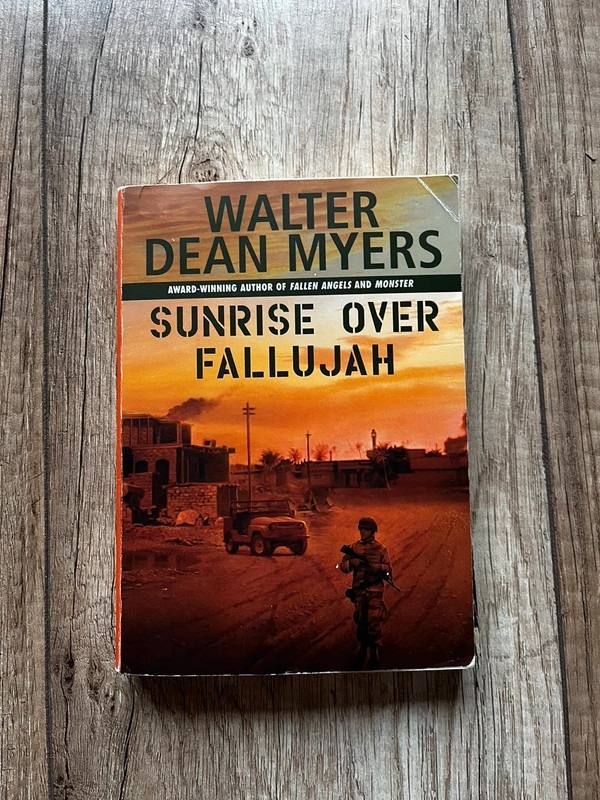 WALTER
DEAN MYERS
AWARD-WINNING AUTHOR OF FALLEN ANGELS AND MONSTER
SUNRISE OVER
FALLUJAH